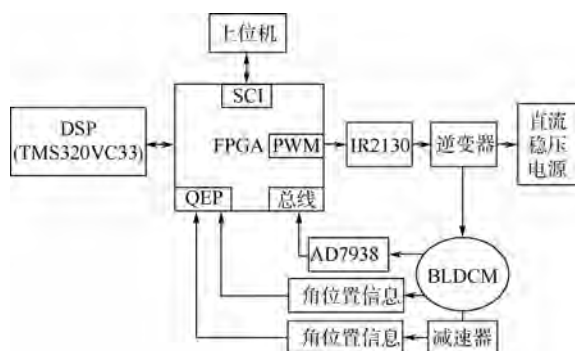 上位机
SCI
DSP
(TMS320VC33)
FPGA
PWM
IR2130
逆变器
直流
稳压
电源
QEP
总线
AD7938
BLDCM
角位置信息
角位置信息
减速器